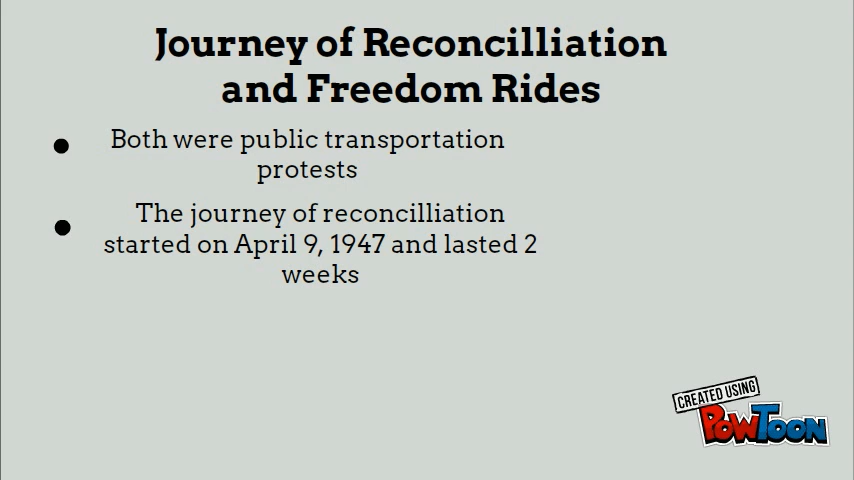 Journey of Reconcilliation
and Freedom Rides
Both were public transportation
protests
The journey of reconcilliation
started on April 9, 1947 and lasted 2
weeks
CREATED USING
POWTOON